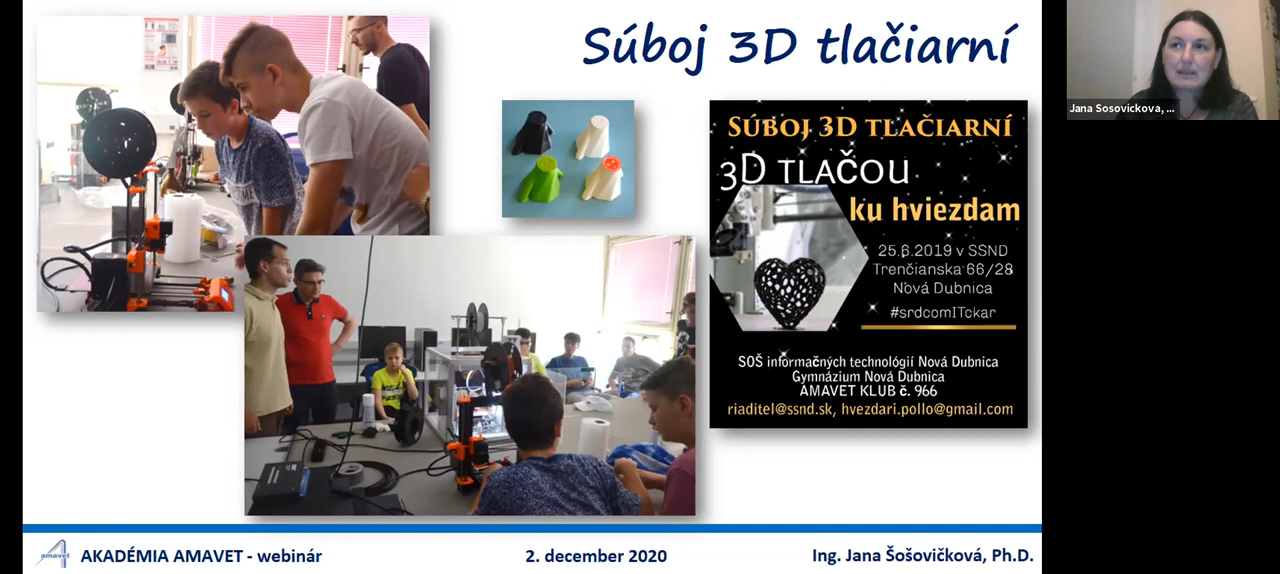 Súboj 3D tlačiarní
SÚBOJ 3D TLAČIARNÍ
3D TLAČOU
ku hviezdam
25.6.2019 v SSND
Trenčianska 66/28
Nová Dubnica
#srdcomITckar
SOŠ informačných technológií Nová Dubnica
Gymnázium Nová Dubnica
AMAVET KLUB č. 966
riaditel@ssnd.sk, hvezdari.pollo@gmail.com
amavet
AKADÉMIA AMAVET - webinár
2. december 2020
Ing. Jana Šošovičková, Ph.D.
Jana Sosovickova, ...